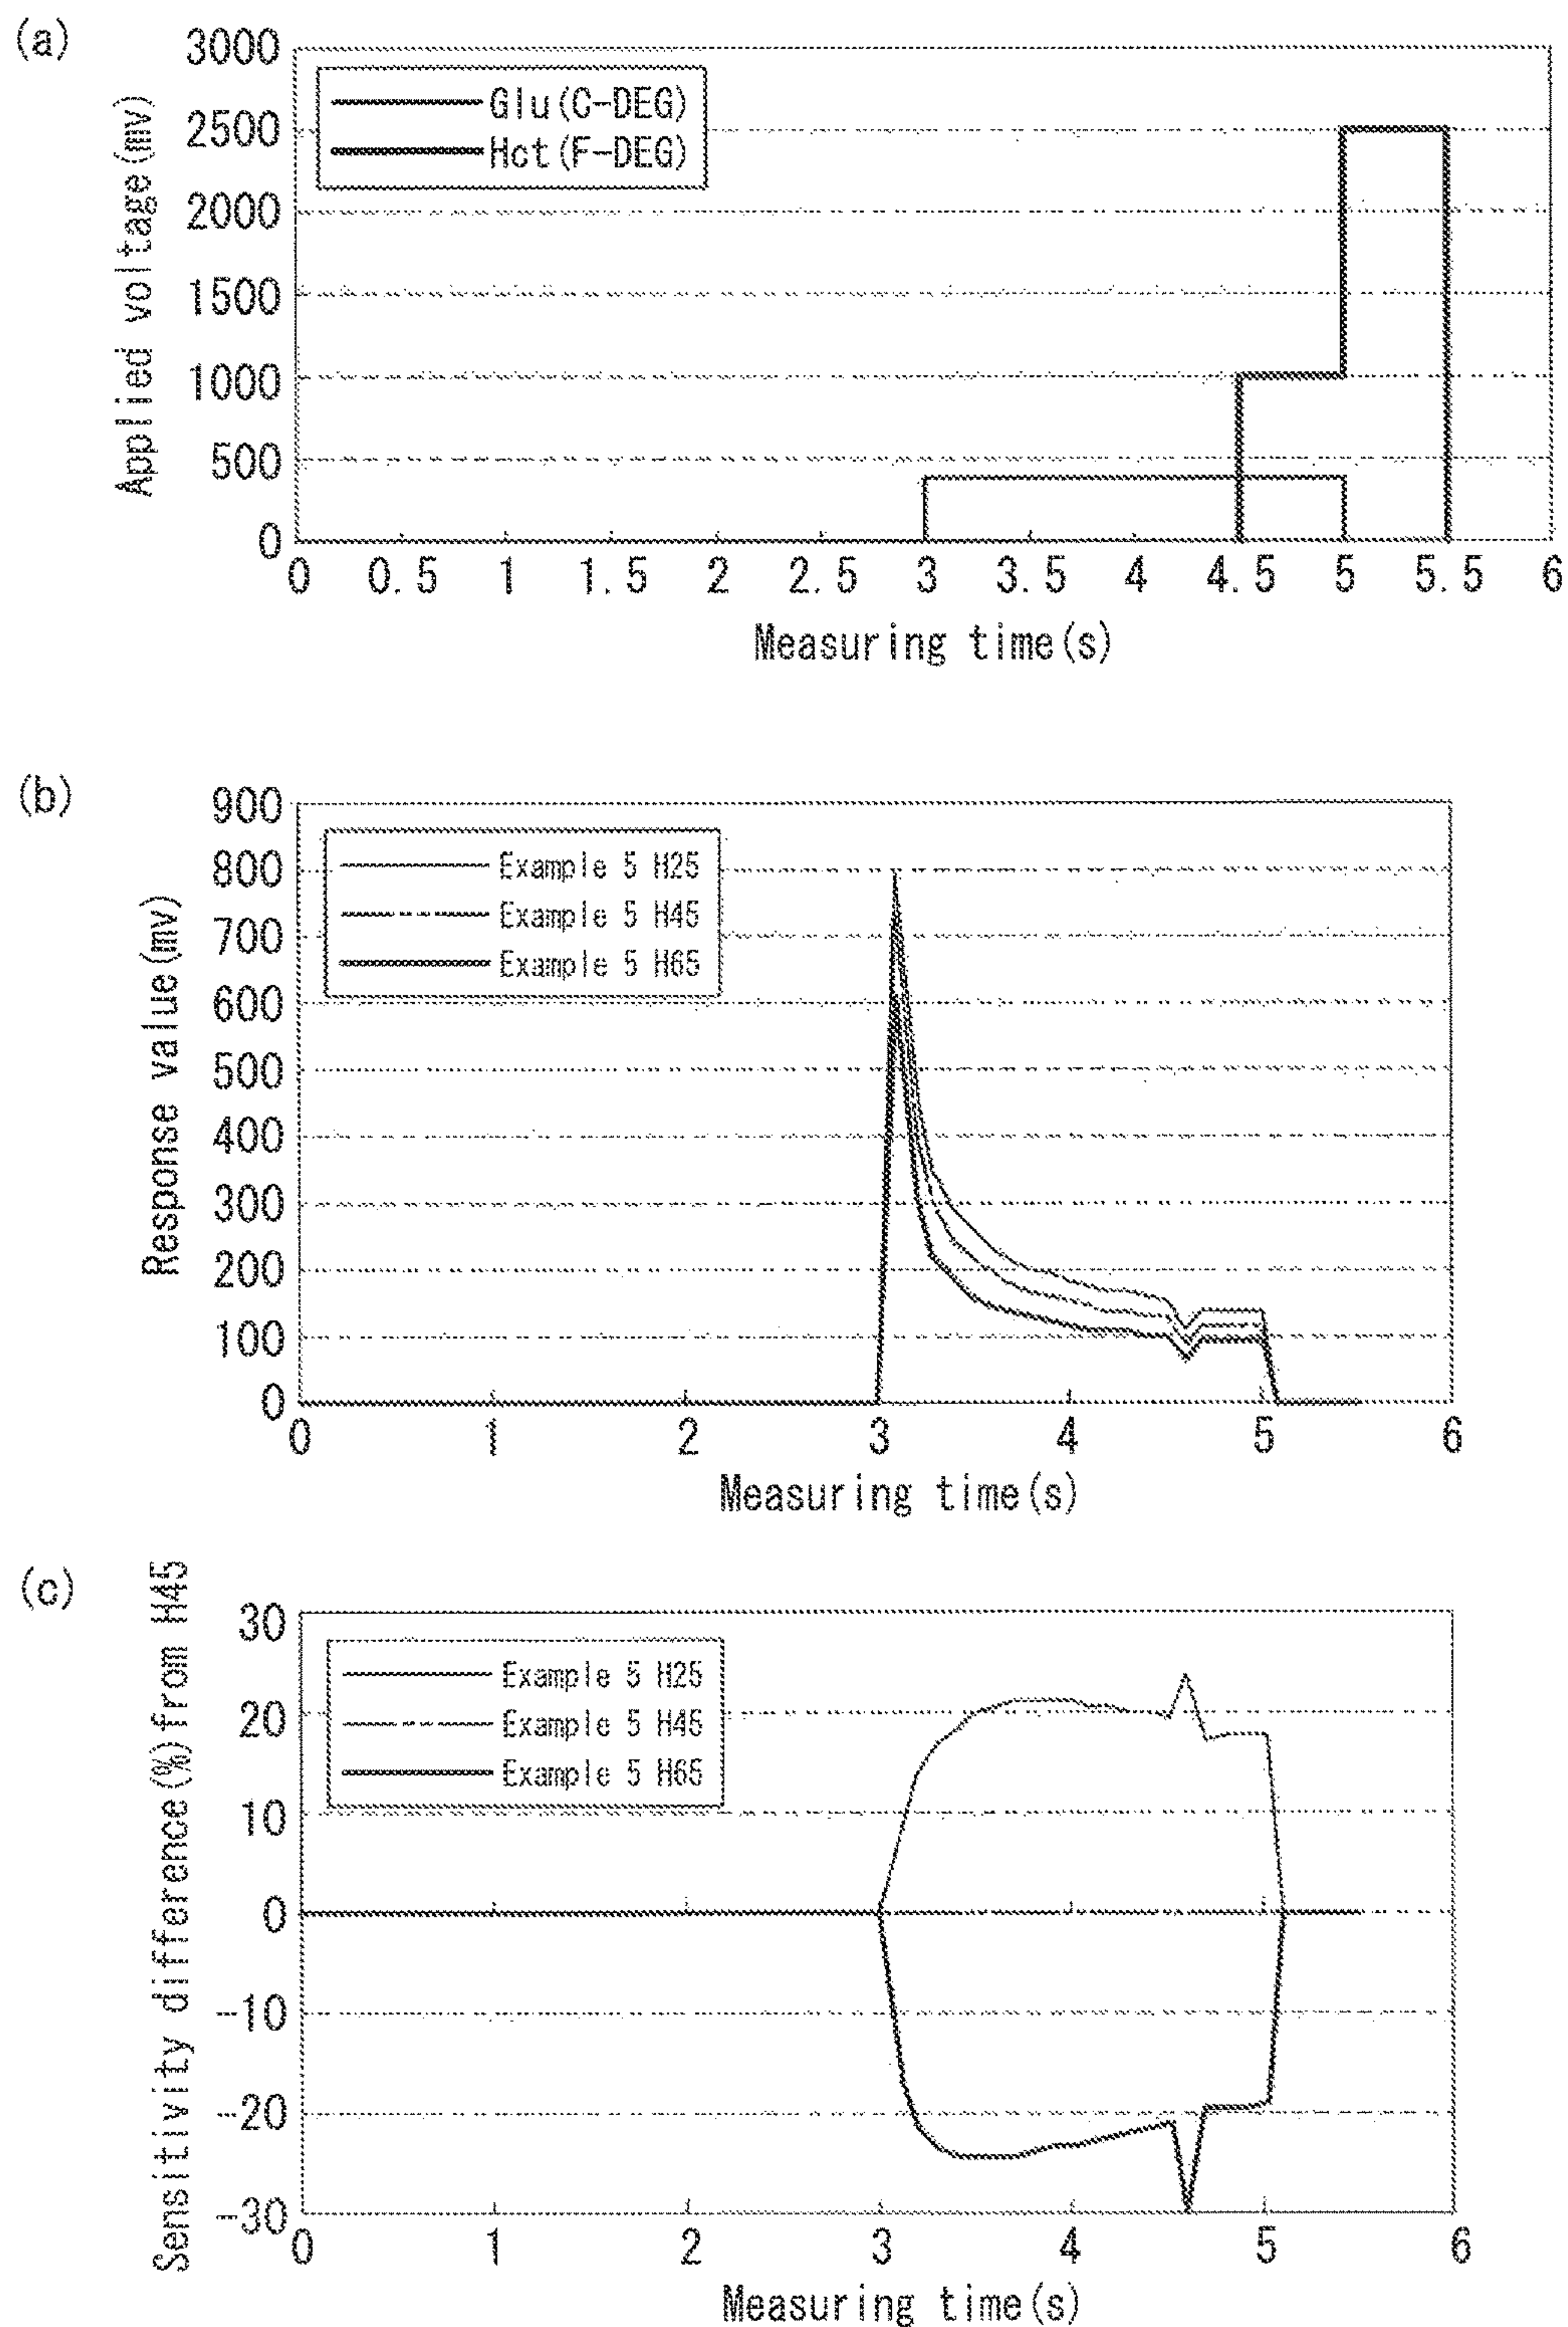 (a)
Applied voltage(mv)
3000
2500
2000
1500
1000
500
0
Glu(C-DEG)
Hct(F-DEG)
0 0.5 1 1.5 2 2.5 3 3.5 4 4.5 5 5.5 6
Measuring time(s)
(b)
Response value(mv)
900
800
700
600
500
400
300
200
100
0
Example 5 H25
Example 5 H45
Example 5 H65
0 1 2 3 4 5 6
Measuring time(s)
(c)
Sensitivity difference(%)from H45
30
20
10
0
-10
-20
-30
Example 5 H25
Example 5 H45
Example 5 H65
0 1 2 3 4 5 6
Measuring time(s)